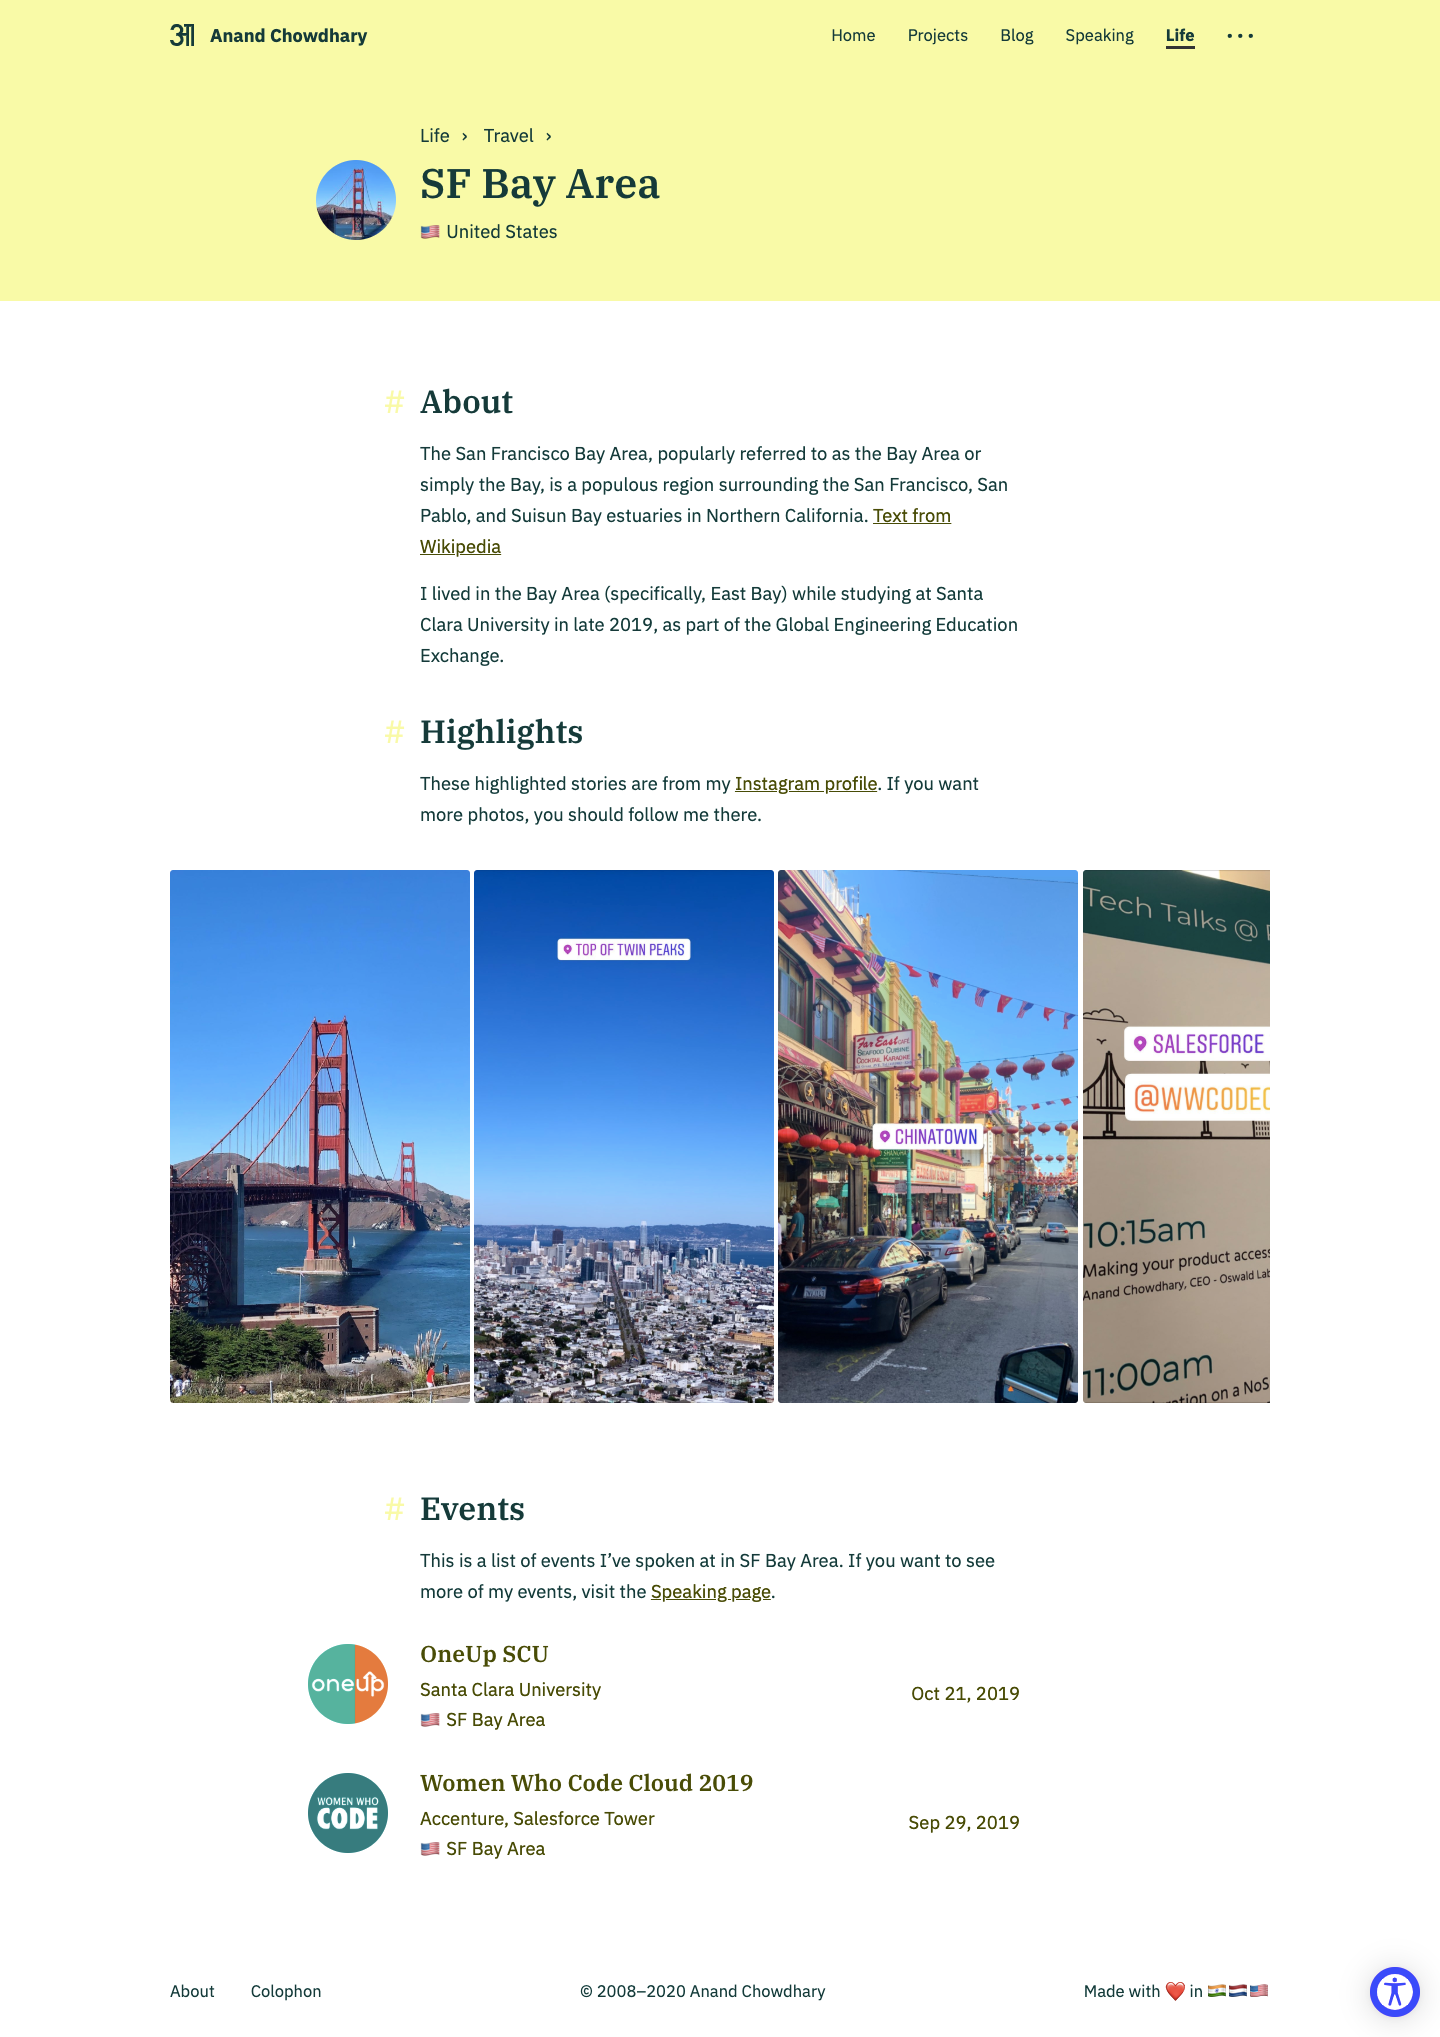 अ Anand Chowdhary
Home Projects Blog Speaking Life
Life › Travel ›
SF Bay Area
🇺🇸 United States
# About
The San Francisco Bay Area, popularly referred to as the Bay Area or
simply the Bay, is a populous region surrounding the San Francisco, San
Pablo, and Suisun Bay estuaries in Northern California. Text from
Wikipedia
I lived in the Bay Area (specifically, East Bay) while studying at Santa
Clara University in late 2019, as part of the Global Engineering Education
Exchange.
# Highlights
These highlighted stories are from my Instagram profile. If you want
more photos, you should follow me there.
TOP OF TWIN PEAKS
Far East CAFE
SEAFOOD CUISINE
COCKTAIL KARAOKE
CHINATOWN
Tech Talks @
SALESFORCE
@WWCODEC
10:15am
Making your product access
Anand Chowdhary, CEO - Oswald Lab
11:00am
on a NoS
# Events
This is a list of events I’ve spoken at in SF Bay Area. If you want to see
more of my events, visit the Speaking page.
oneup
OneUp SCU
Santa Clara University
🇺🇸 SF Bay Area
Oct 21, 2019
WOMEN WHO
CODE
Women Who Code Cloud 2019
Accenture, Salesforce Tower
🇺🇸 SF Bay Area
Sep 29, 2019
About Colophon
© 2008–2020 Anand Chowdhary
Made with ❤️ in 🇮🇳🇳🇱🇺🇸